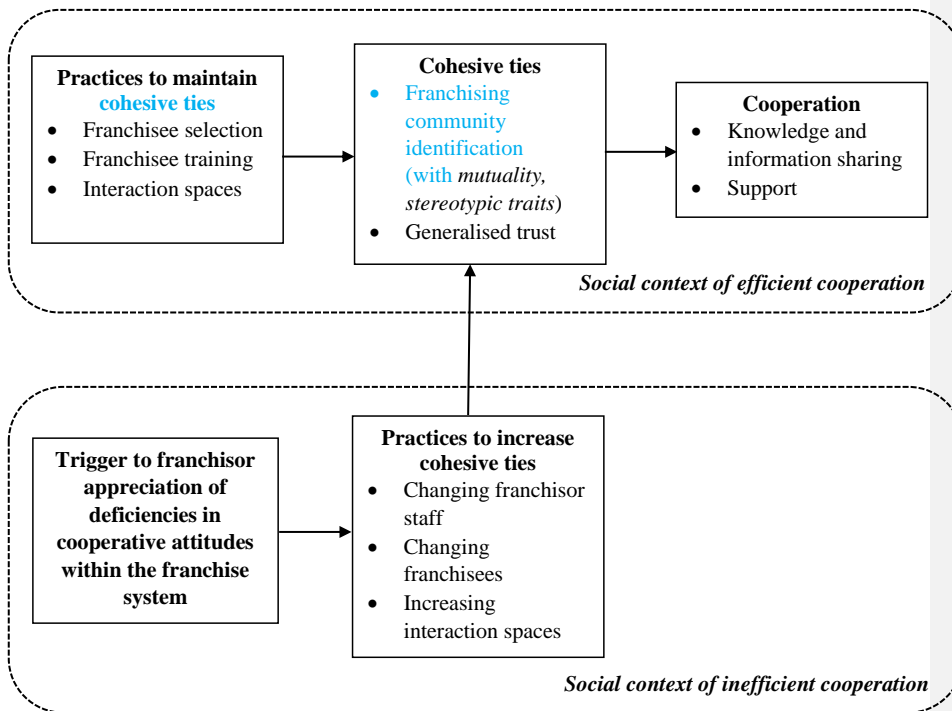 Practices to maintain
cohesive ties
• Franchisee selection
• Franchisee training
• Interaction spaces
Cohesive ties
• Franchising
community
identification
(with mutuality,
stereotypic traits)
• Generalised trust
Cooperation
• Knowledge and
information sharing
• Support
Social context of efficient cooperation
Trigger to franchisor
appreciation of
deficiencies in
cooperative attitudes
within the franchise
system
Practices to increase
cohesive ties
• Changing franchisor
staff
• Changing
franchisees
• Increasing
interaction spaces
Social context of inefficient cooperation